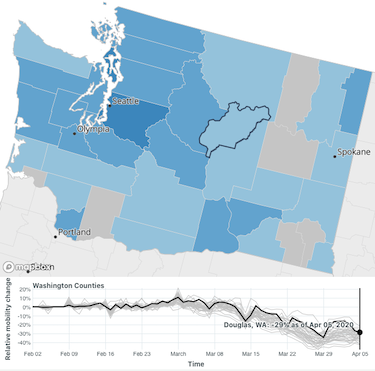 Seattle
Olympia
Spokane
Portland
mapbox
Washington Counties
Relative mobility change
20%
10%
0%
-10%
-20%
-30%
-40%
Douglas, WA: -29% as of Apr 05, 2020
Feb 02
Feb 09
Feb 16
Feb 23
March
Mar 08
Mar 15
Mar 22
Mar 29
Apr 05
Time